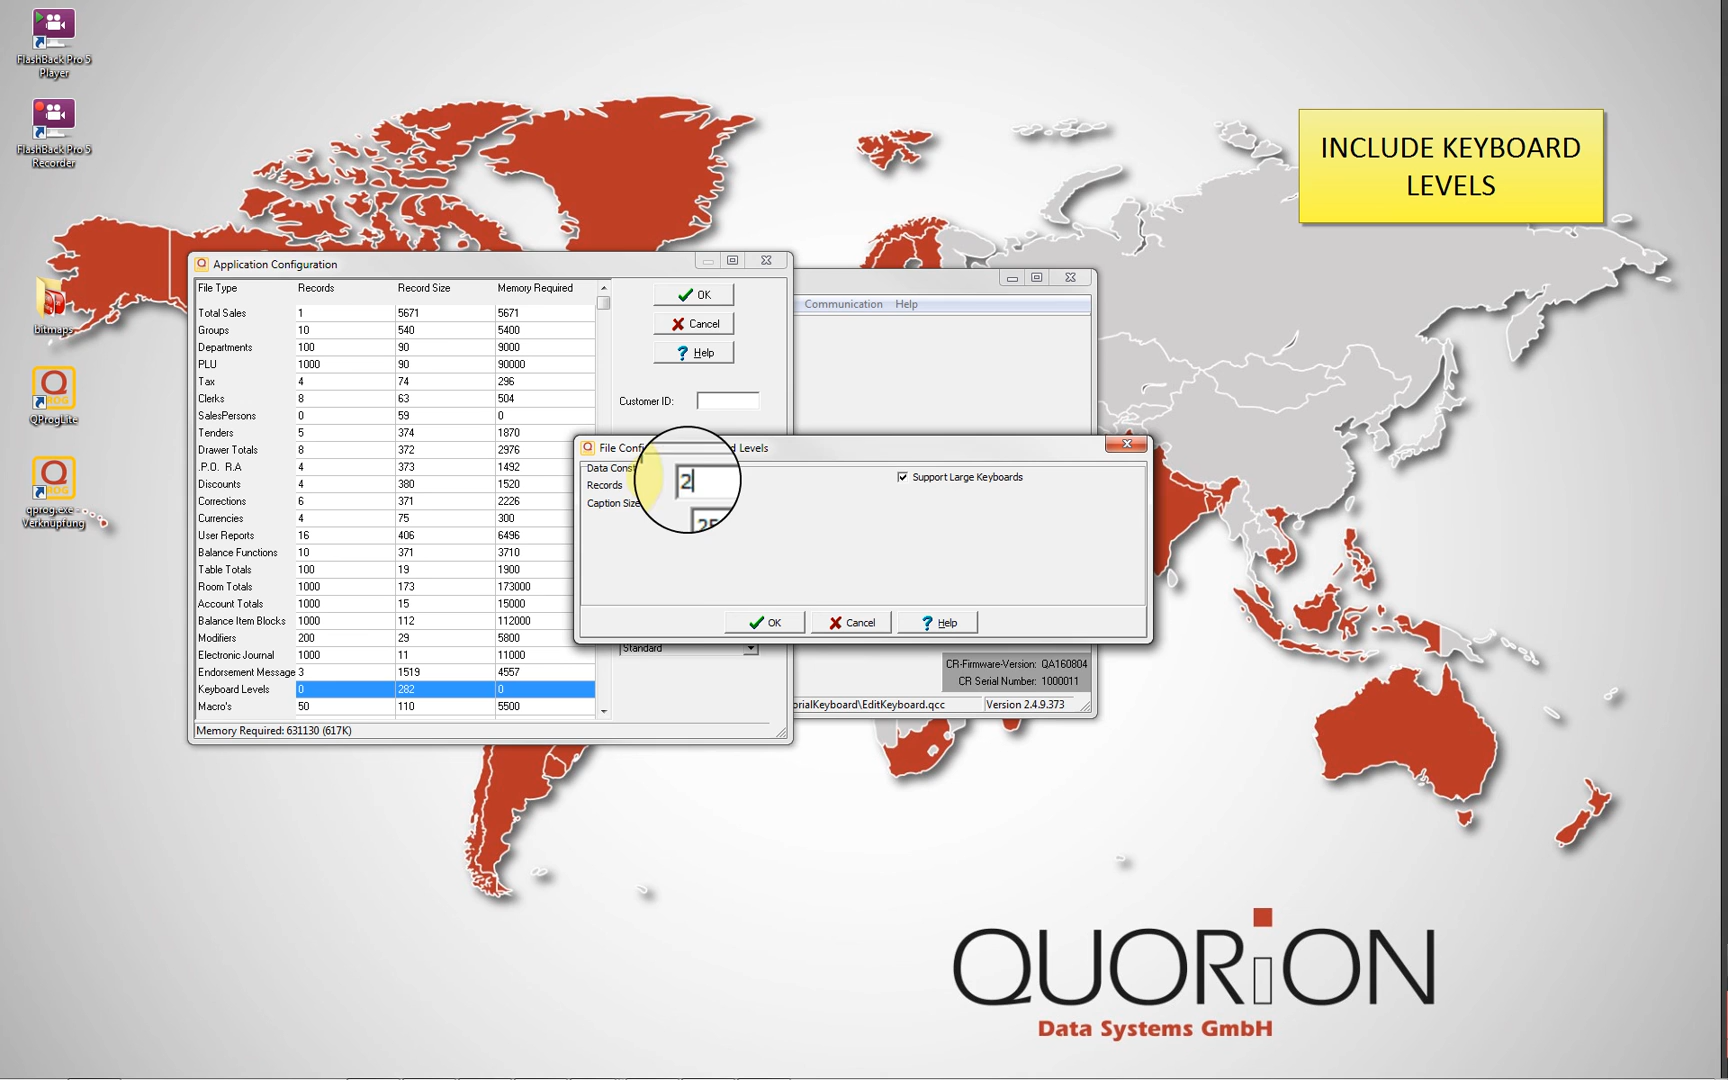 FlashBack Pro 5
Player
FlashBack Pro 5
Recorder
bitmaps
QProgLite
qprog.exe -
Verknüpfung
INCLUDE KEYBOARD
LEVELS
Application Configuration
File Type Records Record Size Memory Required
Total Sales 1 5671 5671
Groups 10 540 5400
Departments 100 90 9000
PLU 1000 90 90000
Tax 4 74 296
Clerks 8 63 504
SalesPersons 0 59 0
Tenders 5 374 1870
Drawer Totals 8 372 2976
.P.O. R.A 4 373 1492
Discounts 4 380 1520
Corrections 6 371 2226
Currencies 4 75 300
User Reports 16 406 6496
Balance Functions 10 371 3710
Table Totals 100 19 1900
Room Totals 1000 173 173000
Account Totals 1000 15 15000
Balance Item Blocks 1000 112 112000
Modifiers 200 29 5800
Electronic Journal 1000 11 11000
Endorsement Message 3 1519 4557
Keyboard Levels 0 282 0
Macro's 50 110 5500
Memory Required: 631130 (617K)
OK
Cancel
? Help
Customer ID:
Standard
Communication Help
File Confi d Levels
Data Const
Records 2
Caption Size
Support Large Keyboards
OK Cancel ? Help
CR-Firmware-Version: QA160804
CR Serial Number: 1000011
orialKeyboard\EditKeyboard.qcc Version 2.4.9.373
QUORiON
Data Systems GmbH